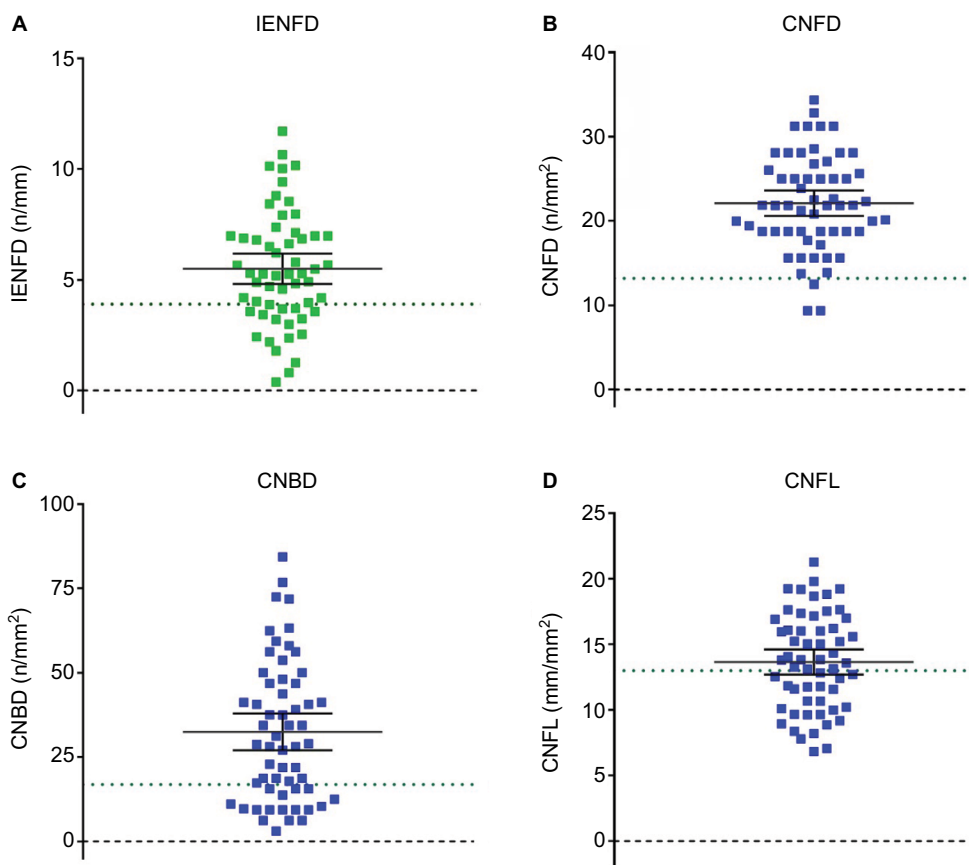 A
IENFD
15
10
5
0
IENFD (n/mm)
B
CNFD
40
30
20
10
0
CNFD (n/mm²)
C
CNBD
100
75
50
25
0
CNBD (n/mm²)
D
CNFL
25
20
15
10
5
0
CNFL (mm/mm²)